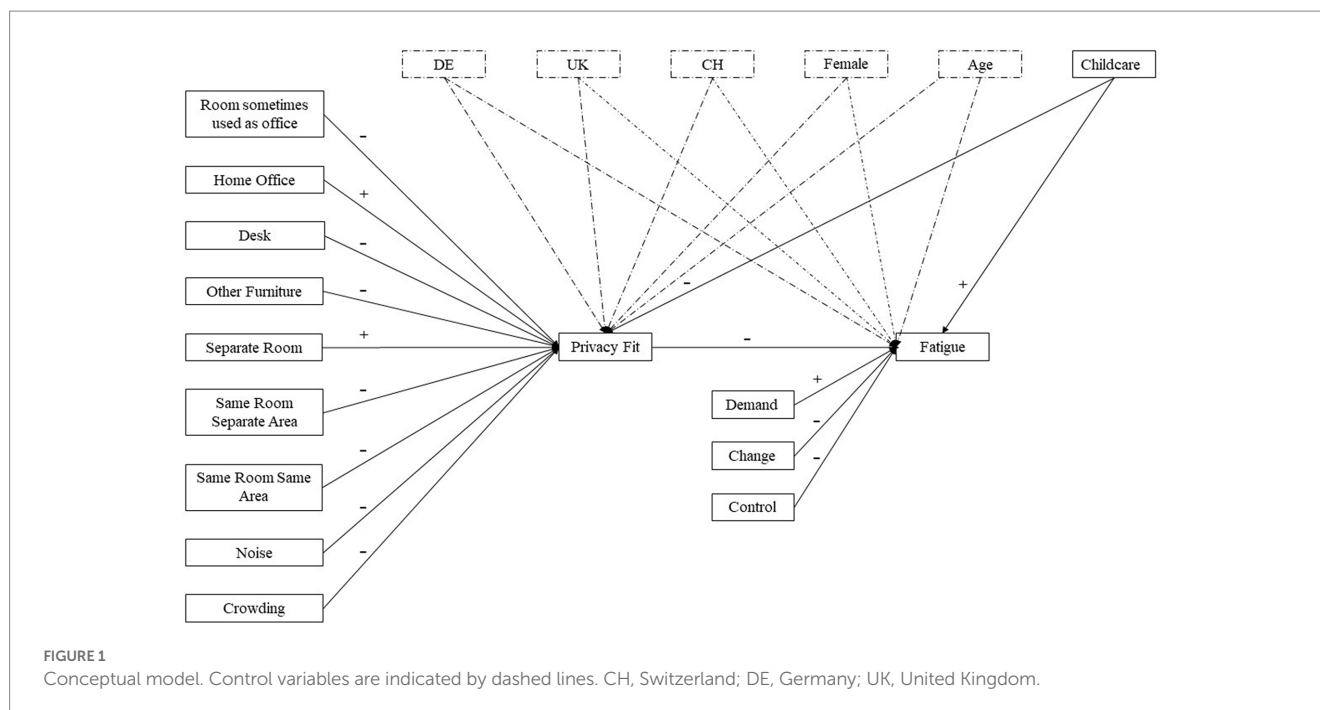 DE
UK
CH
Female
Age
Childcare
Room sometimes
used as office
-
Home Office
+
Desk
-
Other Furniture
-
Separate Room
+
Same Room
Separate Area
-
Same Room Same
Area
-
Noise
-
Crowding
-
Privacy Fit
-
-
+
Fatigue
Demand
+
Change
-
Control
-
FIGURE 1
Conceptual model. Control variables are indicated by dashed lines. CH, Switzerland; DE, Germany; UK, United Kingdom.